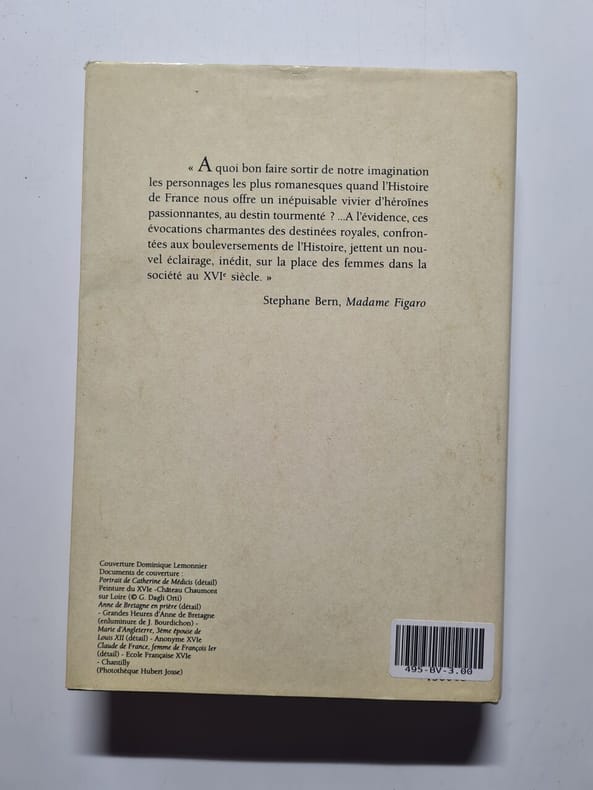 « A quoi bon faire sortir de notre imagination
les personnages les plus romanesques quand l'Histoire
de France nous offre un inépuisable vivier d'héroïnes
passionnantes, au destin tourmenté ? ...A l'évidence, ces
évocations charmantes des destinées royales, confron-
tées aux bouleversements de l'Histoire, jettent un nou-
vel éclairage, inédit, sur la place des femmes dans la
société au XVIe siècle. »
Stephane Bern, Madame Figaro
Couverture Dominique Lemonnier
Documents de couverture :
Portrait de Catherine de Médicis (détail)
Peinture du XVIe -Château Chaumont
sur Loire (© G. Dagli Orti)
Anne de Bretagne en prière (détail)
- Grandes Heures d'Anne de Bretagne
(enluminure de J. Bourdichon) -
Marie d'Angleterre, 3ème épouse de
Louis XII (détail) - Anonyme XVIe
Claude de France, femme de François Ier
(détail) - Ecole Française XVIe
- Chantilly
(Photothèque Hubert Josse)
495-BV-3.00